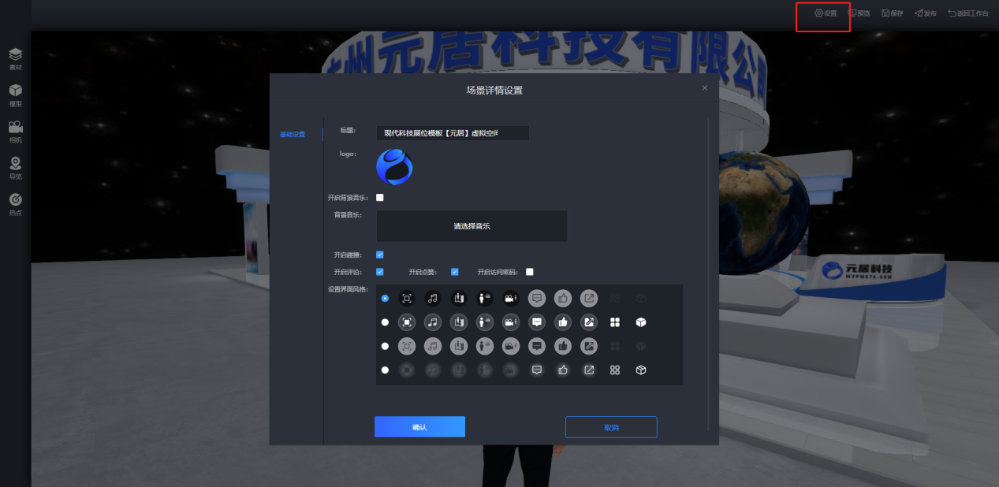 设置
预览
保存
发布
返回工作台
素材
模型
相机
导览
热点
广州元居科技有限公司
场景详情设置
基础设置
标题:
现代科技展位模板【元居】虚拟空间
logo:
开启背景音乐:
背景音乐:
请选择音乐
开启碰撞:
开启评论:
开启点赞:
开启访问密码:
设置界面风格:
确认
取消
元居科技
MVPMETA.COM